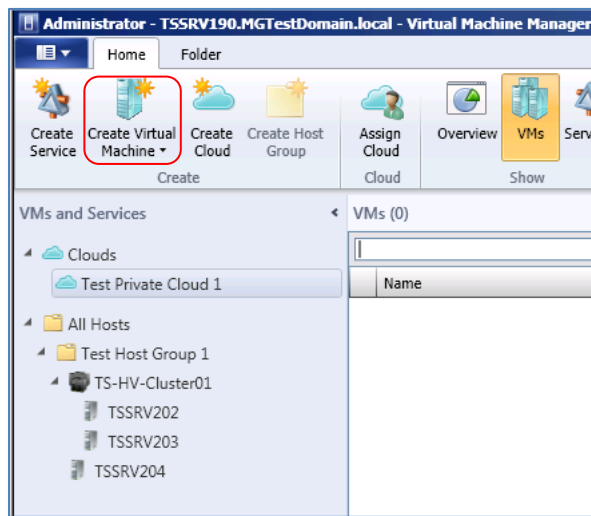 Administrator - TSSRV190.MGTestDomain.local - Virtual Machine Manager
Home Folder
Create Service
Create Virtual Machine
Create Cloud
Create Host Group
Assign Cloud
Overview
VMs
Serv
Create
Cloud
Show
VMs and Services
VMs (0)
Clouds
Test Private Cloud 1
Name
All Hosts
Test Host Group 1
TS-HV-Cluster01
TSSRV202
TSSRV203
TSSRV204